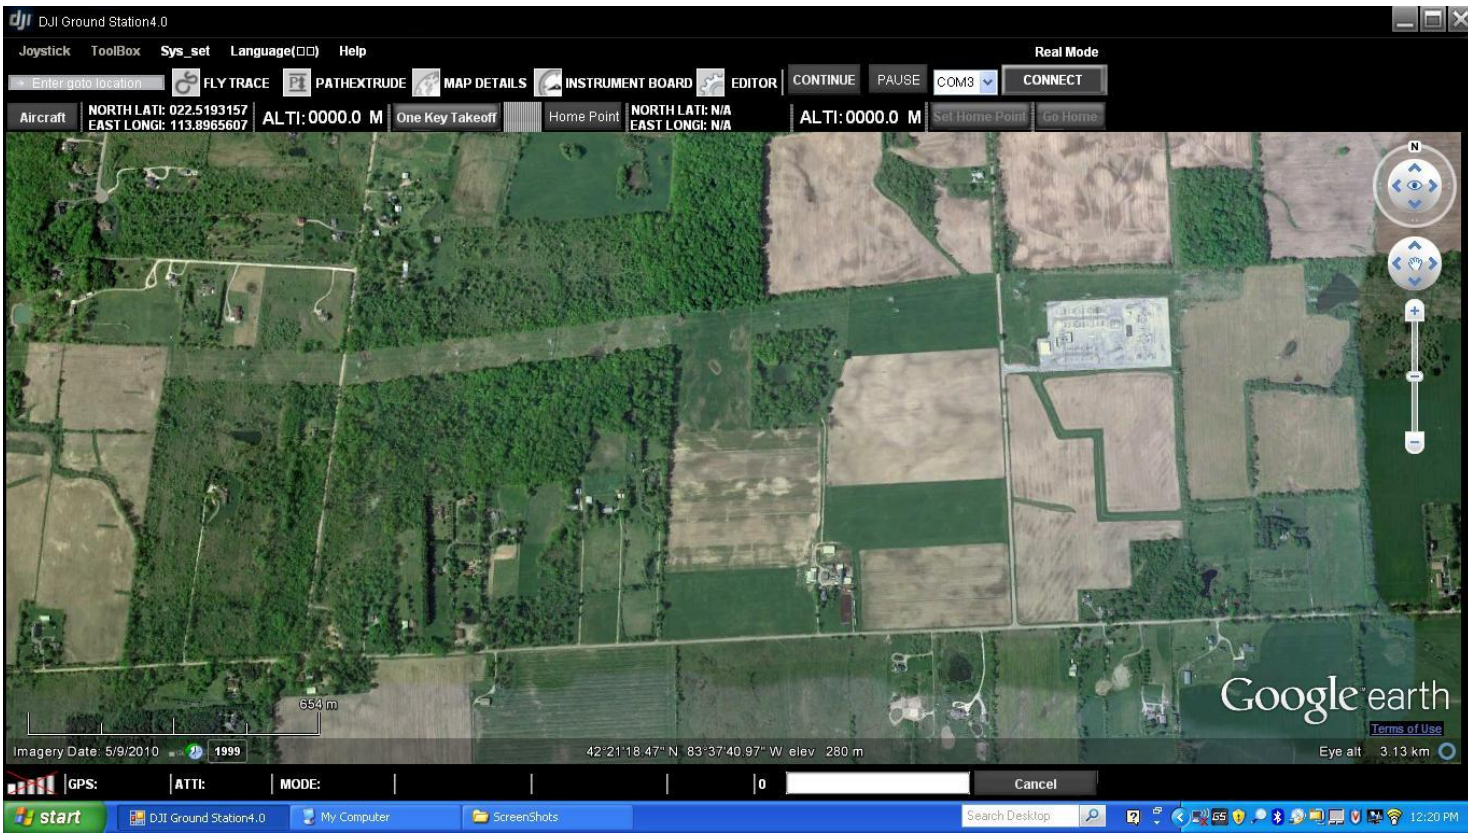 dji DJI Ground Station4.0
Joystick ToolBox Sys_set Language(□□) Help Real Mode
Enter goto location FLY TRACE Pt PATHEXTRUDE MAP DETAILS INSTRUMENT BOARD EDITOR CONTINUE PAUSE COM3 CONNECT
Aircraft NORTH LATI: 022.5193157 ALTI: 0000.0 M One Key Takeoff Home Point NORTH LATI: N/A ALTI: 0000.0 M Set Home Point Go Home
EAST LONGI: 113.8965607 EAST LONGI: N/A
N
654 m
Google earth
Terms of Use
Imagery Date: 5/9/2010 1999 42°21'18.47" N 83°37'40.97" W elev 280 m Eye alt 3.13 km
GPS: ATTI: MODE: 0 Cancel
start DJI Ground Station4.0 My Computer ScreenShots Search Desktop 12:20 PM